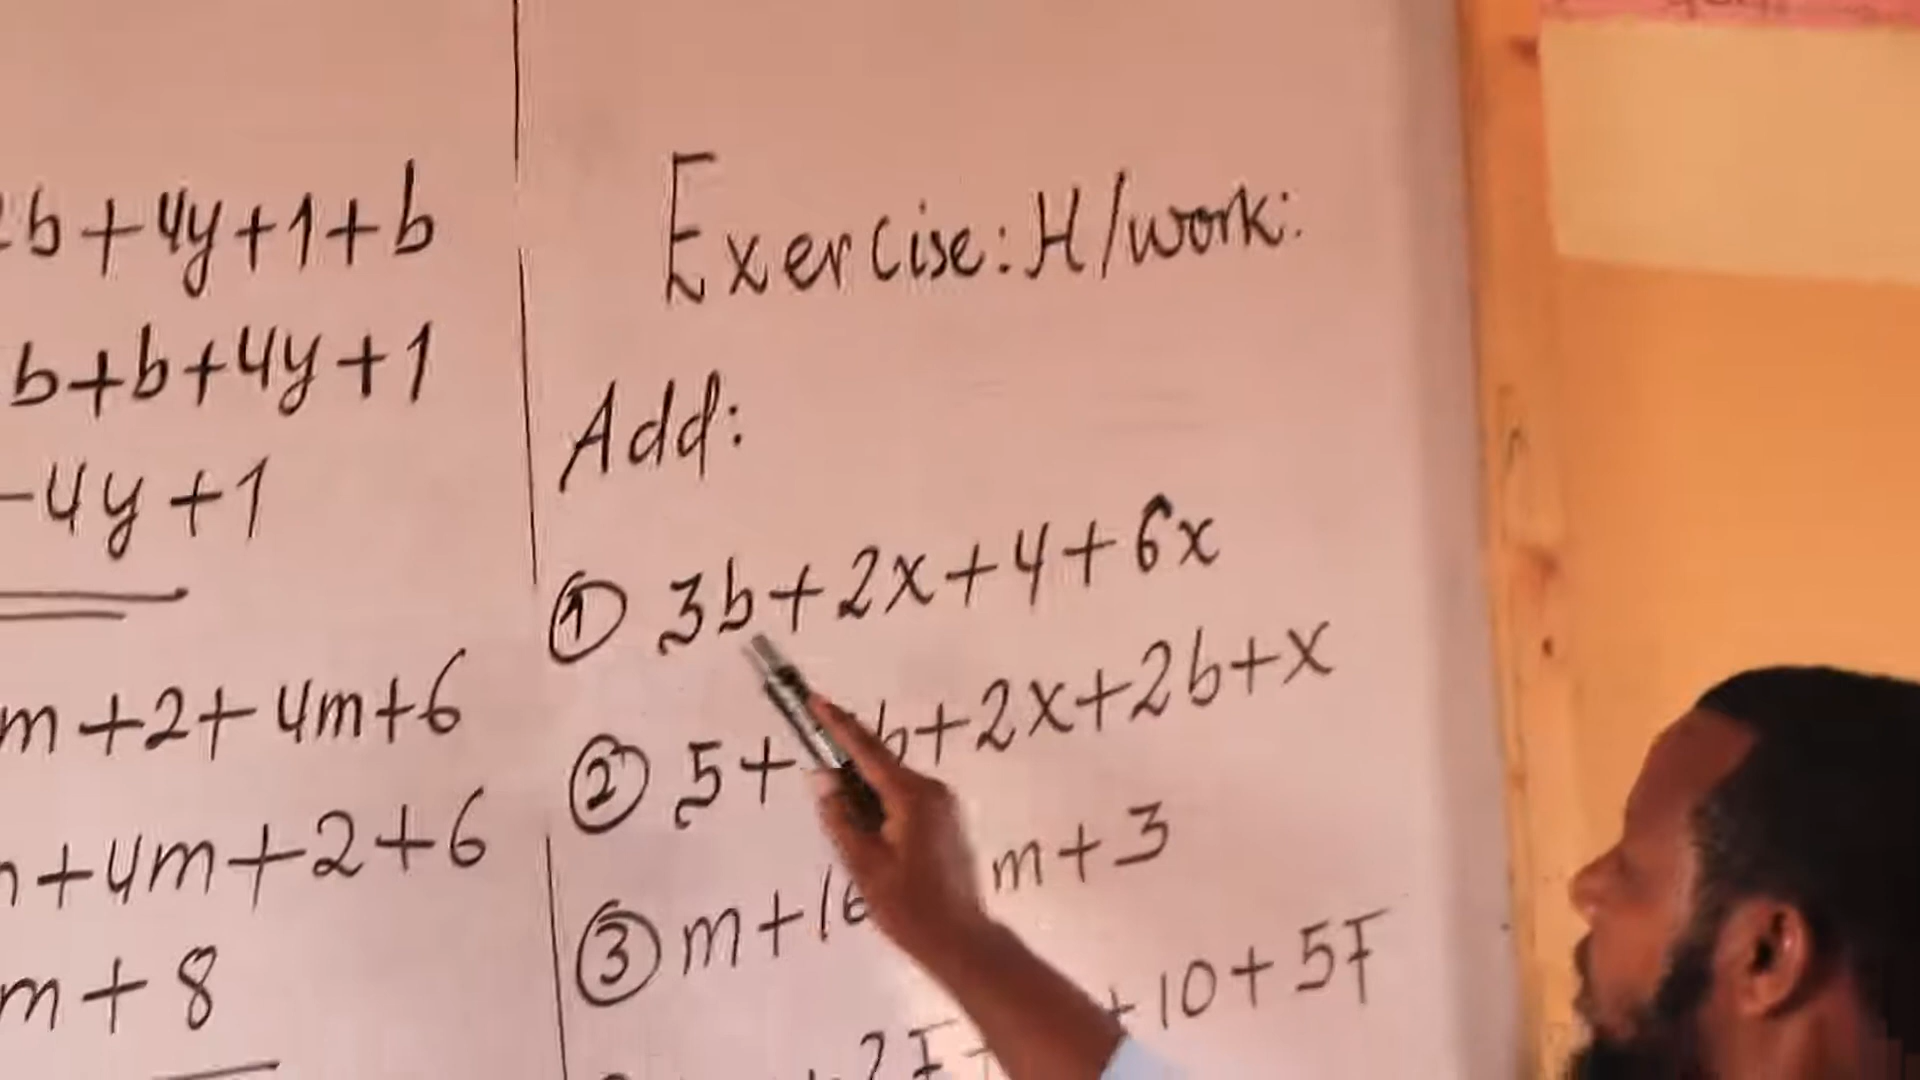 b+4y+1+b
b+b+4y+1
4y+1
m+2+4m+6
+4m+2+6
m+8
Exercise: H/work:
Add:
① 3b+2x+4+6x
② 5+ b+2x+2b+x
③ m+16 m+3
2F+ +10+5F